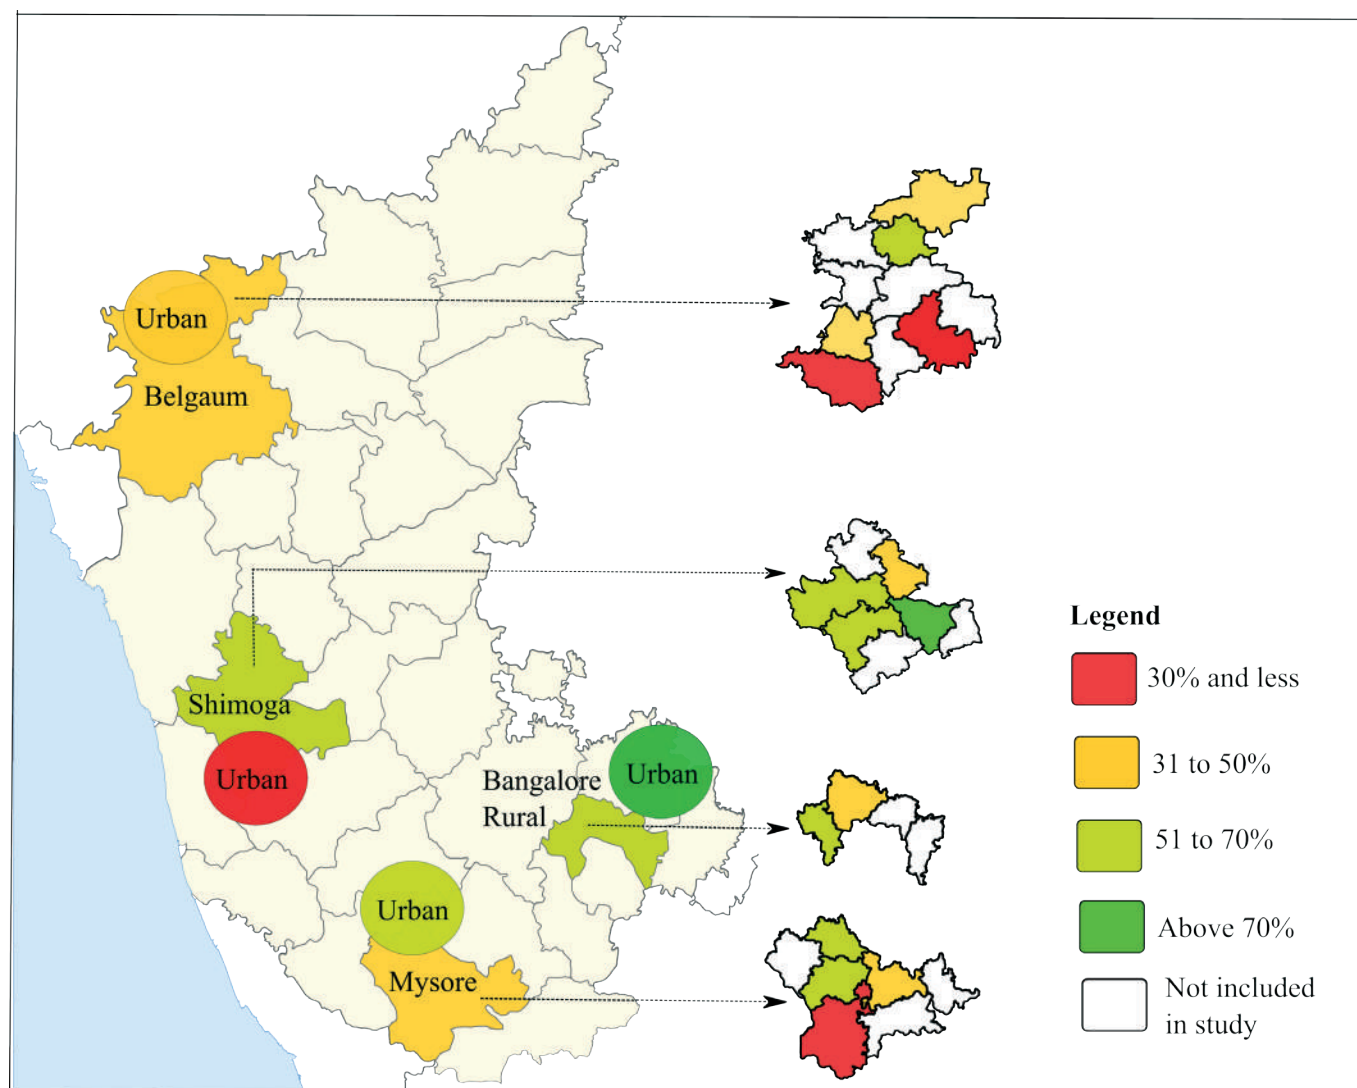 Urban
Belgaum
Shimoga
Urban
Bangalore
Rural
Urban
Urban
Mysore
Legend
30% and less
31 to 50%
51 to 70%
Above 70%
Not included
in study